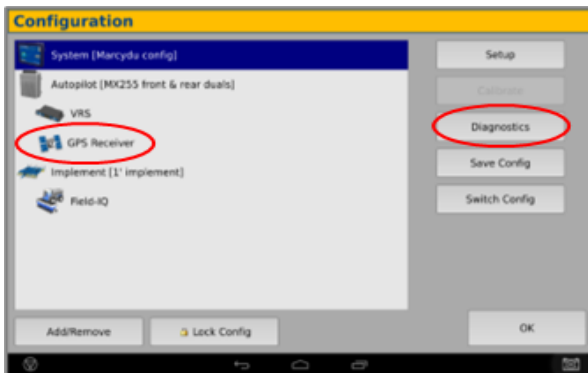 Configuration
System [Marcydu config]
Setup
Autopilot [MX255 front & rear duals]
Calibrate
VRS
Diagnostics
GPS Receiver
Save Config
Implement [1' implement]
Switch Config
Field-IQ
Add/Remove
Lock Config
OK